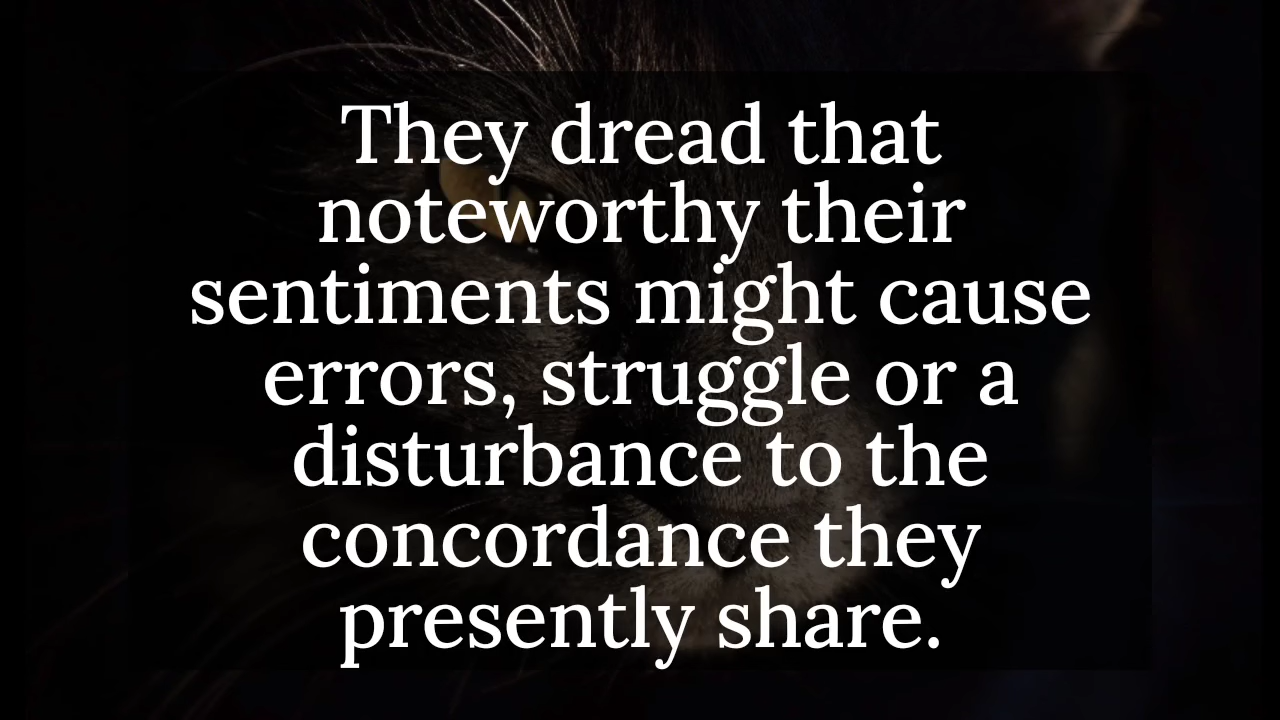 They dread that
noteworthy their
sentiments might cause
errors, struggle or a
disturbance to the
concordance they
presently share.